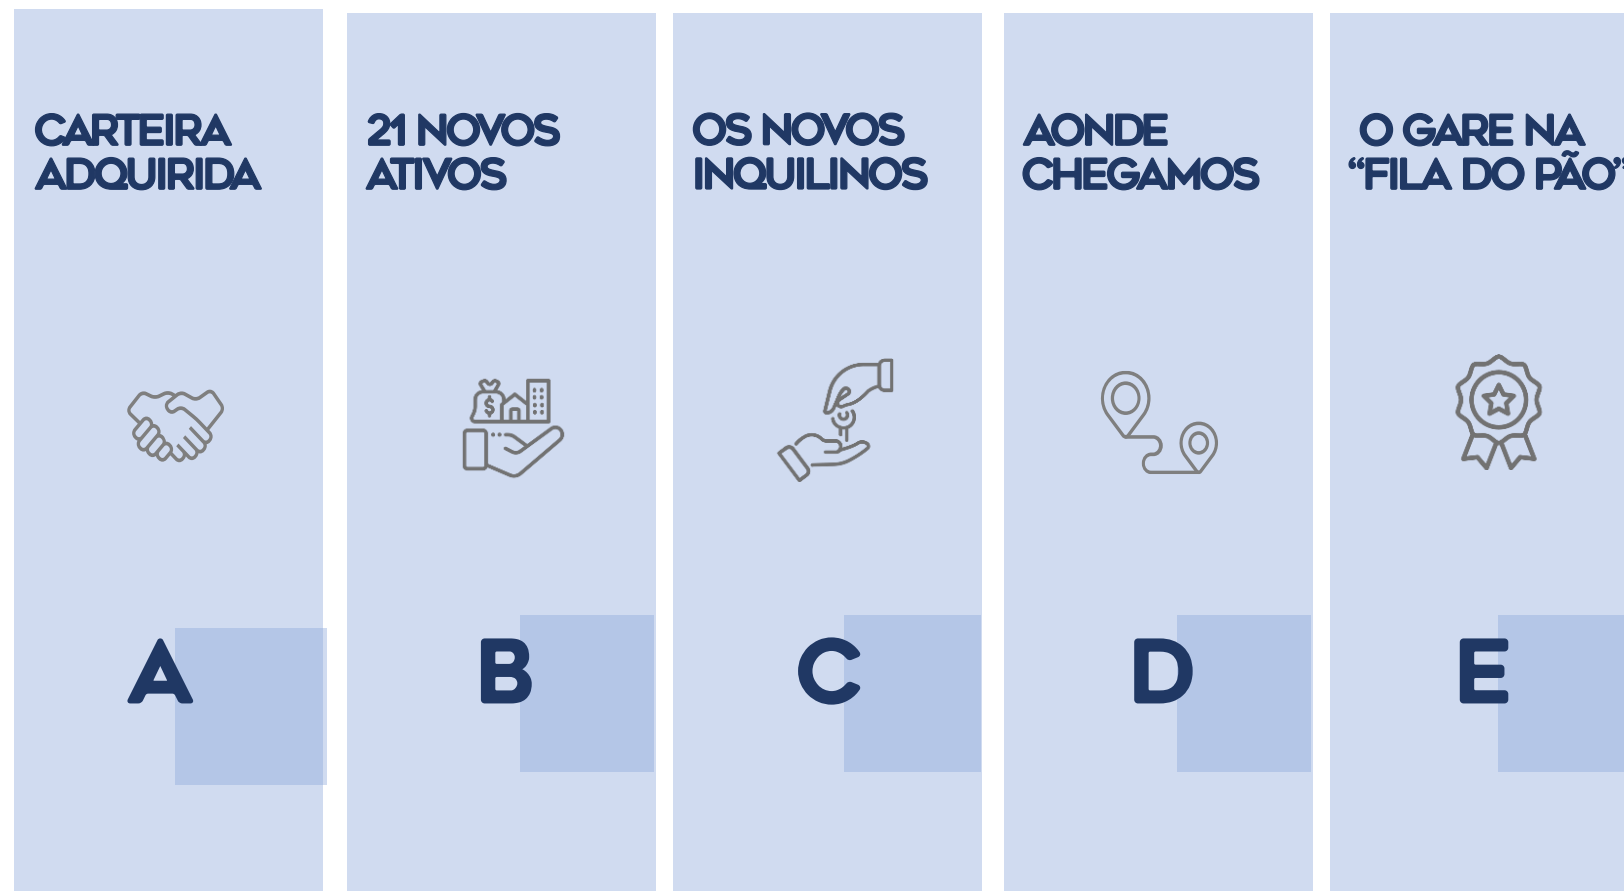 CARTEIRA
ADQUIRIDA
A
21 NOVOS
ATIVOS
$
B
OS NOVOS
INQUILINOS
C
AONDE
CHEGAMOS
D
O GARE NA
“FILA DO PÃO”
E